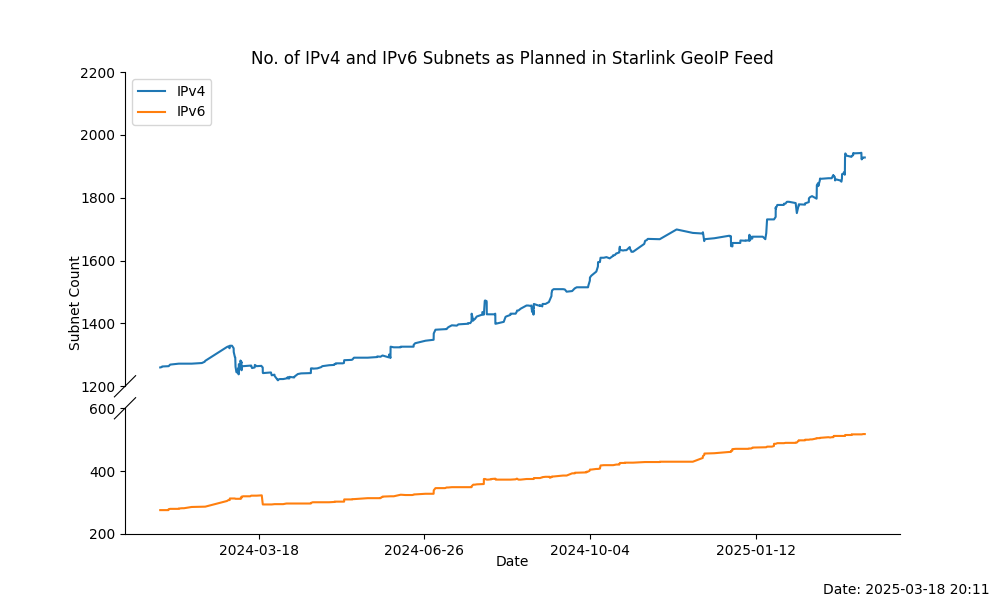 No. of IPv4 and IPv6 Subnets as Planned in Starlink GeoIP Feed
IPv4
IPv6
2200
2000
1800
1600
1400
1200
600
400
200
Subnet Count
2024-03-18
2024-06-26
2024-10-04
2025-01-12
Date
Date: 2025-03-18 20:11